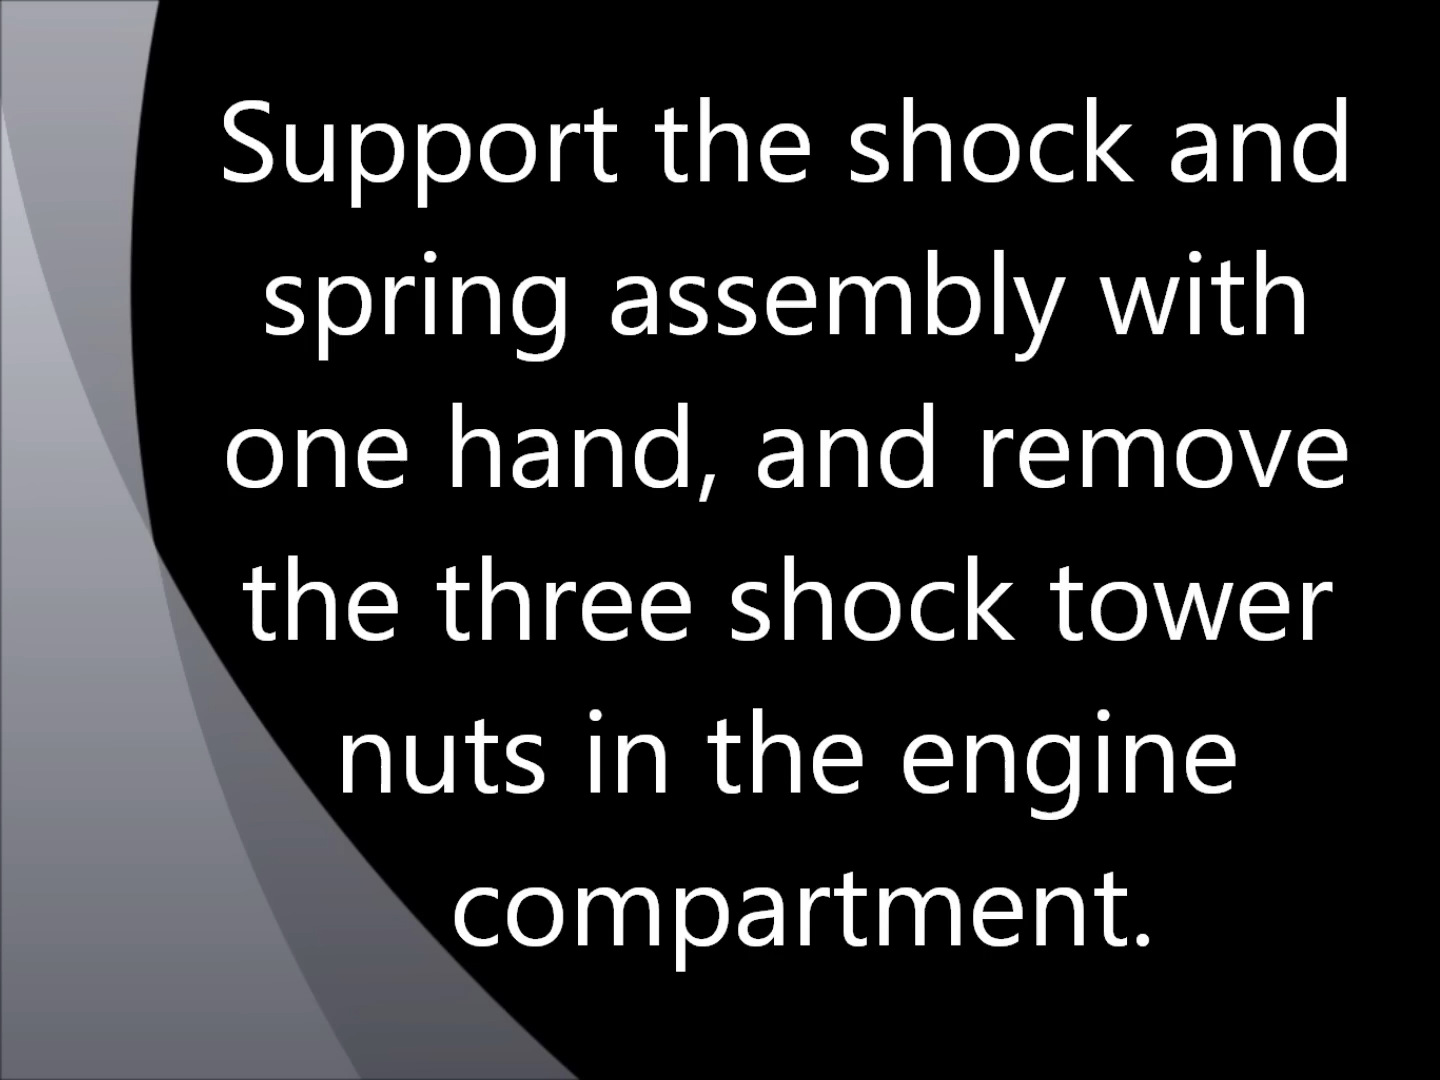 Support the shock and
spring assembly with
one hand, and remove
the three shock tower
nuts in the engine
compartment.